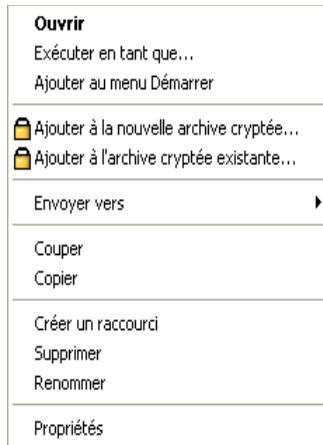 Ouvrir
Exécuter en tant que...
Ajouter au menu Démarrer
Ajouter à la nouvelle archive cryptée...
Ajouter à l'archive cryptée existante...
Envoyer vers
Couper
Copier
Créer un raccourci
Supprimer
Renommer
Propriétés